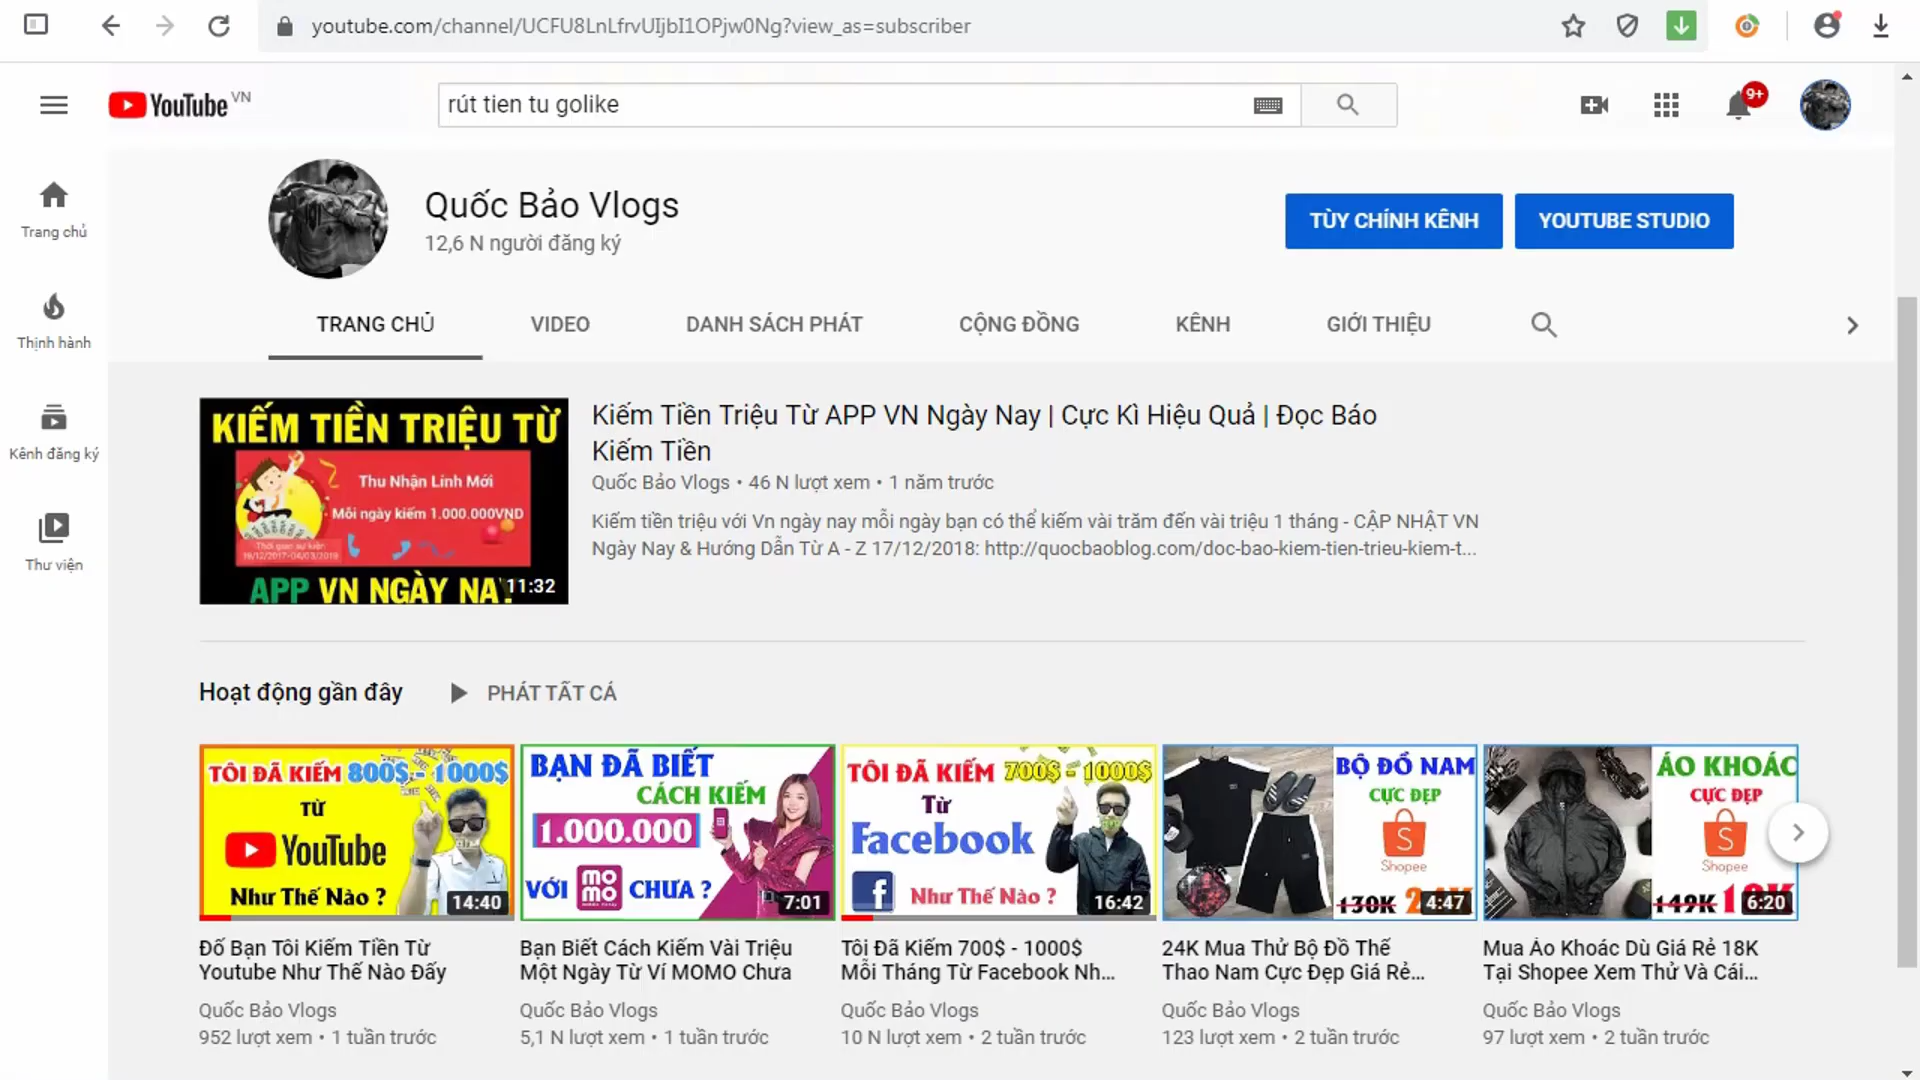 youtube.com/channel/UCFU8LnLfrvUIjbI1OPjw0Ng?view_as=subscriber
YouTube VN
rút tien tu golike
9+
Trang chủ
Thịnh hành
Kênh đăng ký
Thư viện
Quốc Bảo Vlogs
12,6 N người đăng ký
TÙY CHỈNH KÊNH
YOUTUBE STUDIO
TRANG CHỦ
VIDEO
DANH SÁCH PHÁT
CỘNG ĐỒNG
KÊNH
GIỚI THIỆU
KIẾM TIỀN TRIỆU TỪ
Thu Nhận Lính Mới
Mỗi ngày kiếm 1.000.000VND
Thời gian sự kiện
19/12/2017-04/03/2019
APP VN NGÀY NA
11:32
Kiếm Tiền Triệu Từ APP VN Ngày Nay | Cực Kì Hiệu Quả | Đọc Báo
Kiếm Tiền
Quốc Bảo Vlogs • 46 N lượt xem • 1 năm trước
Kiếm tiền triệu với Vn ngày nay mỗi ngày bạn có thể kiếm vài trăm đến vài triệu 1 tháng - CẬP NHẬT VN
Ngày Nay & Hướng Dẫn Từ A - Z 17/12/2018: http://quocbaoblog.com/doc-bao-kiem-tien-trieu-kiem-t...
Hoạt động gần đây
PHÁT TẤT CẢ
TÔI ĐÃ KIẾM 800$ - 1000$
TỪ
YouTube
Như Thế Nào ?
14:40
BẠN ĐÃ BIẾT
CÁCH KIẾM
1.000.000
VỚI momo CHƯA ?
7:01
TÔI ĐÃ KIẾM 700$ - 1000$
Từ
Facebook
f Như Thế Nào ?
16:42
BỘ ĐỒ NAM
CỰC ĐẸP
S
Shopee
130K
4:47
ÁO KHOÁC
CỰC ĐẸP
S
Shopee
149K
6:20
Đố Bạn Tôi Kiếm Tiền Từ
Youtube Như Thế Nào Đấy
Quốc Bảo Vlogs
952 lượt xem • 1 tuần trước
Bạn Biết Cách Kiếm Vài Triệu
Một Ngày Từ Ví MOMO Chưa
Quốc Bảo Vlogs
5,1 N lượt xem • 1 tuần trước
Tôi Đã Kiếm 700$ - 1000$
Mỗi Tháng Từ Facebook Nh...
Quốc Bảo Vlogs
10 N lượt xem • 2 tuần trước
24K Mua Thử Bộ Đồ Thể
Thao Nam Cực Đẹp Giá Rẻ...
Quốc Bảo Vlogs
123 lượt xem • 2 tuần trước
Mua Áo Khoác Dù Giá Rẻ 18K
Tại Shopee Xem Thử Và Cái...
Quốc Bảo Vlogs
97 lượt xem • 2 tuần trước